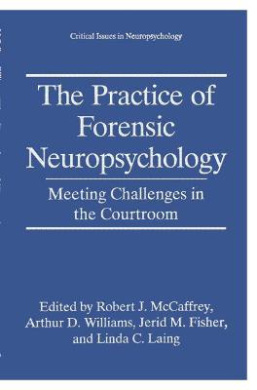 Critical Issues in Neuropsychology
The Practice of
Forensic
Neuropsychology
Meeting Challenges in
the Courtroom
Edited by Robert J. McCaffrey,
Arthur D. Williams, Jerid M. Fisher,
and Linda C. Laing